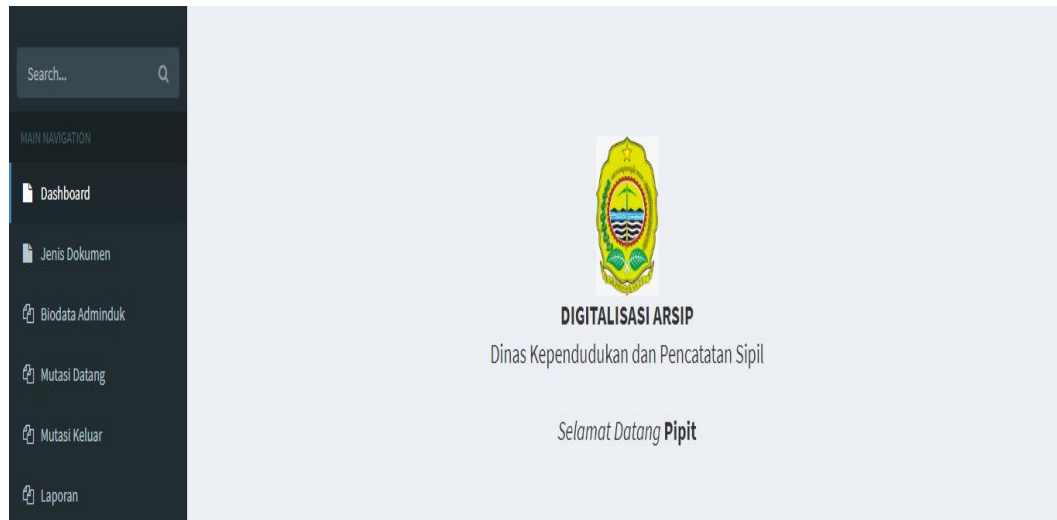 Search...
MAIN NAVIGATION
Dashboard
Jenis Dokumen
Biodata Adminduk
Mutasi Datang
Mutasi Keluar
Laporan
DIGITALISASI ARSIP
Dinas Kependudukan dan Pencatatan Sipil
Selamat Datang Pipit